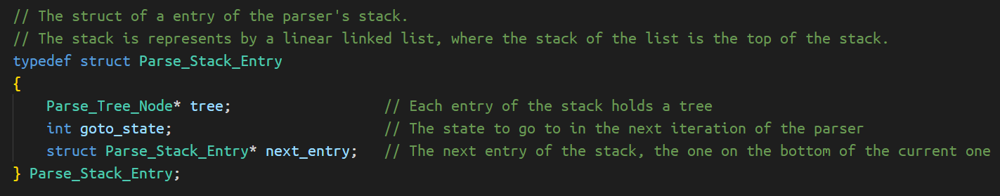 // The struct of a entry of the parser's stack.
// The stack is represents by a linear linked list, where the stack of the list is the top of the stack.
typedef struct Parse_Stack_Entry
{
    Parse_Tree_Node* tree;                  // Each entry of the stack holds a tree
    int goto_state;                         // The state to go to in the next iteration of the parser
    struct Parse_Stack_Entry* next_entry;   // The next entry of the stack, the one on the bottom of the current one
} Parse_Stack_Entry;